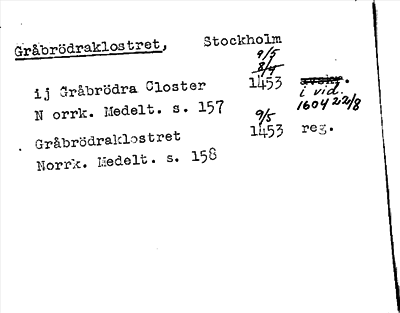 Gråbrödraklostret, Stockholm
9/5
8/4
ij Gråbrödra Closter 1453 avskr.
N orrk. Medelt. s. 157 i vid.
1604 22/8
9/5
Gråbrödraklostret 1453 reg.
Norrk. Medelt. s. 158